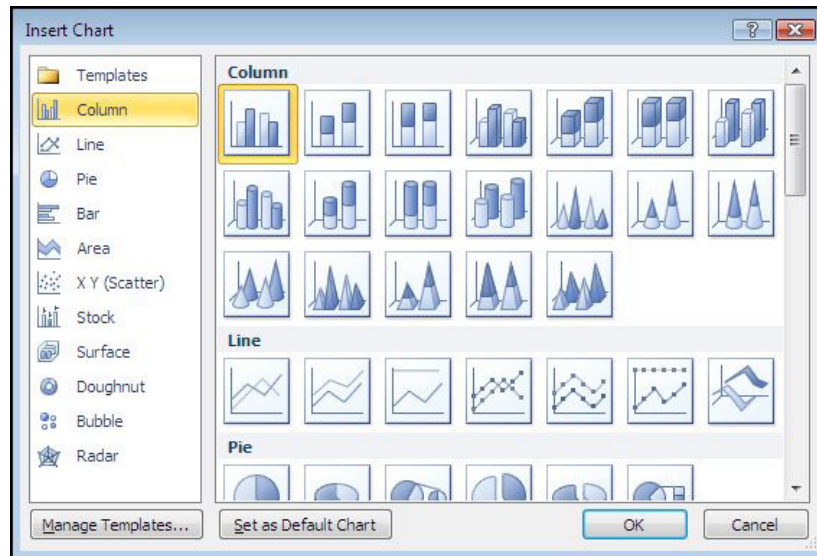 Insert Chart
Templates
Column
Line
Pie
Bar
Area
X Y (Scatter)
Stock
Surface
Doughnut
Bubble
Radar
Column
Line
Pie
Manage Templates...
Set as Default Chart
OK
Cancel